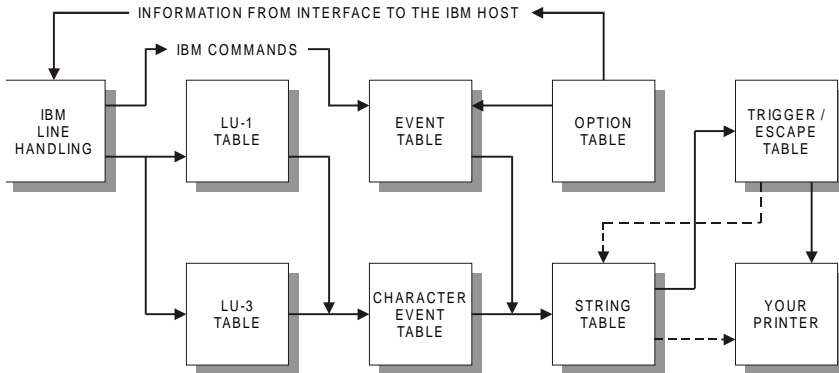 INFORMATION FROM INTERFACE TO THE IBM HOST
IBM COMMANDS
IBM
LINE
HANDLING
LU-1
TABLE
EVENT
TABLE
OPTION
TABLE
TRIGGER /
ESCAPE
TABLE
LU-3
TABLE
CHARACTER
EVENT
TABLE
STRING
TABLE
YOUR
PRINTER